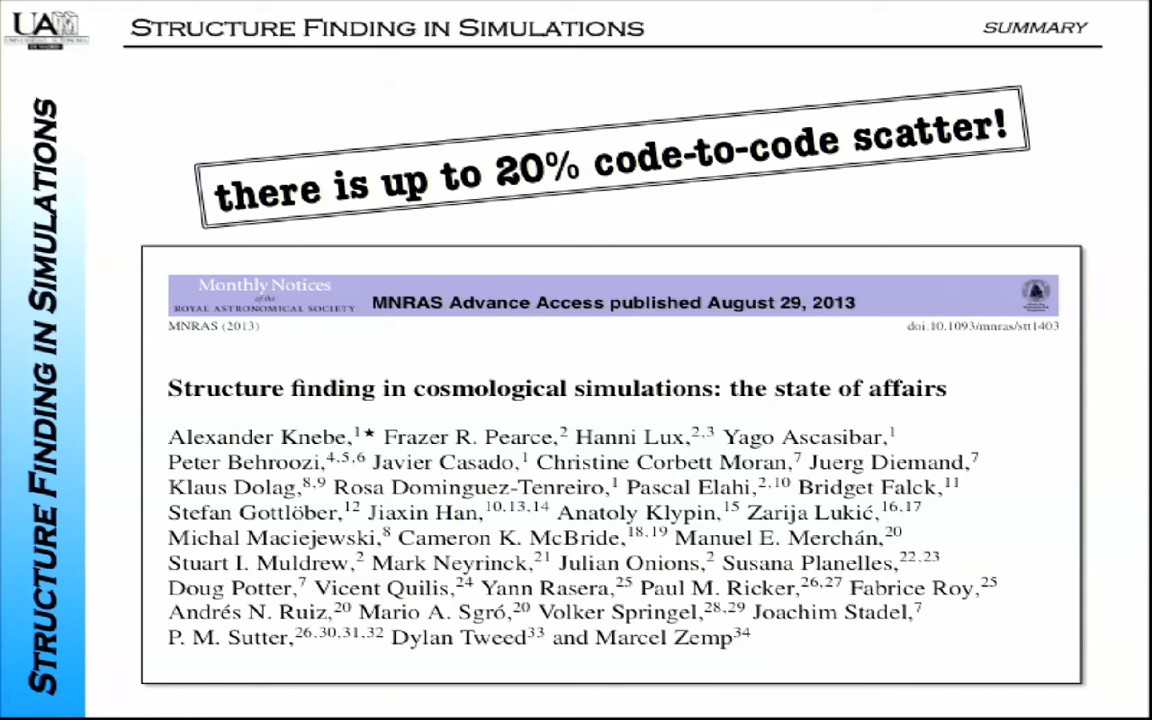 UAM
UNIVERSIDAD AUTONOMA
DE MADRID
STRUCTURE FINDING IN SIMULATIONS
SUMMARY
STRUCTURE FINDING IN SIMULATIONS
there is up to 20% code-to-code scatter!
Monthly Notices
of the
ROYAL ASTRONOMICAL SOCIETY
MNRAS Advance Access published August 29, 2013
MNRAS (2013)
doi:10.1093/mnras/stt1403
Structure finding in cosmological simulations: the state of affairs
Alexander Knebe,1★ Frazer R. Pearce,2 Hanni Lux,2,3 Yago Ascasibar,1
Peter Behroozi,4,5,6 Javier Casado,1 Christine Corbett Moran,7 Juerg Diemand,7
Klaus Dolag,8,9 Rosa Dominguez-Tenreiro,1 Pascal Elahi,2,10 Bridget Falck,11
Stefan Gottlöber,12 Jiaxin Han,10,13,14 Anatoly Klypin,15 Zarija Lukić,16,17
Michal Maciejewski,8 Cameron K. McBride,18,19 Manuel E. Merchán,20
Stuart I. Muldrew,2 Mark Neyrinck,21 Julian Onions,2 Susana Planelles,22,23
Doug Potter,7 Vicent Quilis,24 Yann Rasera,25 Paul M. Ricker,26,27 Fabrice Roy,25
Andrés N. Ruiz,20 Mario A. Sgró,20 Volker Springel,28,29 Joachim Stadel,7
P. M. Sutter,26,30,31,32 Dylan Tweed33 and Marcel Zemp34